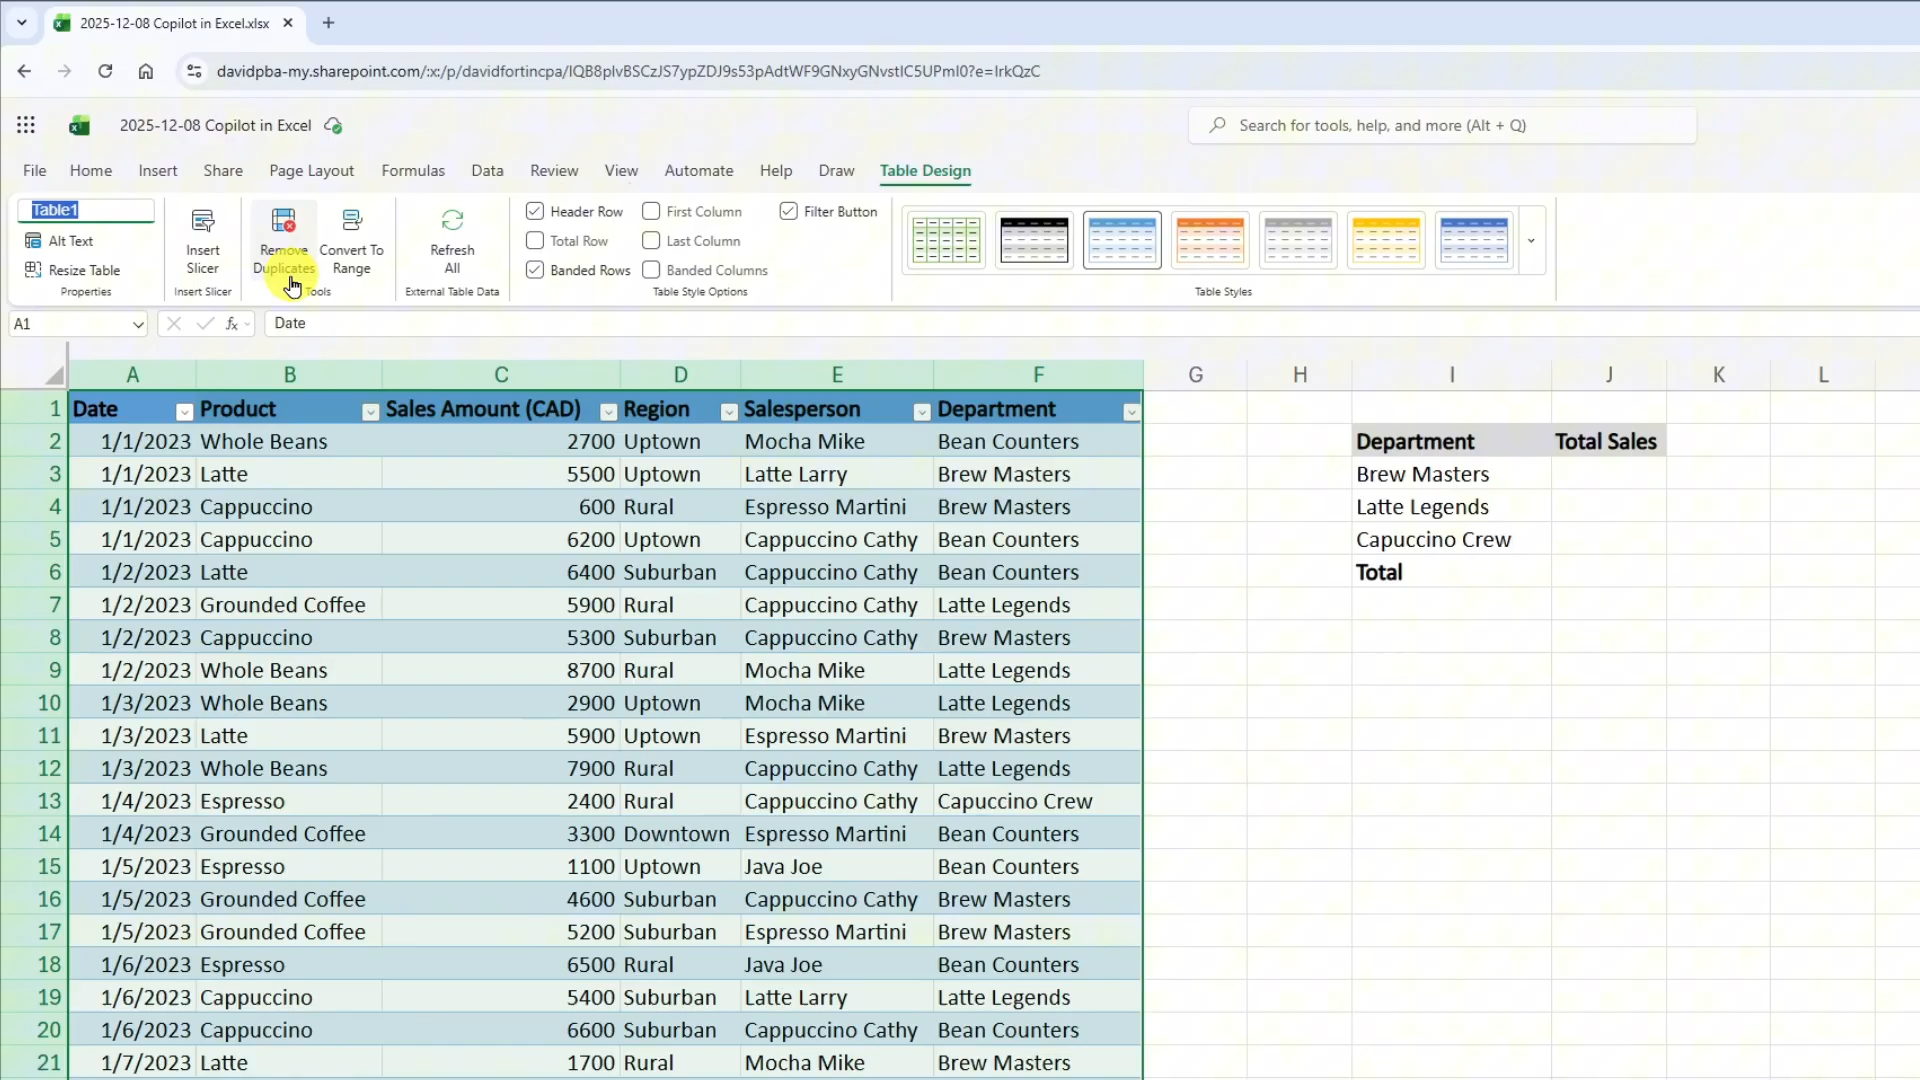 2025-12-08 Copilot in Excel.xlsx
davidpba-my.sharepoint.com/:x:/p/davidfortincpa/IQB8plvBSCzJS7ypZDJ9s53pAdtWF9GNxyGNvstIC5UPmI0?e=IrkQzC
2025-12-08 Copilot in Excel
Search for tools, help, and more (Alt + Q)
File Home Insert Share Page Layout Formulas Data Review View Automate Help Draw Table Design
Table1
Alt Text
Resize Table
Properties
Insert Slicer
Insert Slicer
Remove Duplicates
Convert To Range
Tools
Refresh All
External Table Data
Header Row First Column Filter Button
Total Row Last Column
Banded Rows Banded Columns
Table Style Options
Table Styles
A1 fx Date
A B C D E F G H I J K L
1 Date Product Sales Amount (CAD) Region Salesperson Department
2 1/1/2023 Whole Beans 2700 Uptown Mocha Mike Bean Counters Department Total Sales
3 1/1/2023 Latte 5500 Uptown Latte Larry Brew Masters Brew Masters
4 1/1/2023 Cappuccino 600 Rural Espresso Martini Brew Masters Latte Legends
5 1/1/2023 Cappuccino 6200 Uptown Cappuccino Cathy Bean Counters Capuccino Crew
6 1/2/2023 Latte 6400 Suburban Cappuccino Cathy Bean Counters Total
7 1/2/2023 Grounded Coffee 5900 Rural Cappuccino Cathy Latte Legends
8 1/2/2023 Cappuccino 5300 Suburban Cappuccino Cathy Brew Masters
9 1/2/2023 Whole Beans 8700 Rural Mocha Mike Latte Legends
10 1/3/2023 Whole Beans 2900 Uptown Mocha Mike Latte Legends
11 1/3/2023 Latte 5900 Uptown Espresso Martini Brew Masters
12 1/3/2023 Whole Beans 7900 Rural Cappuccino Cathy Latte Legends
13 1/4/2023 Espresso 2400 Rural Cappuccino Cathy Capuccino Crew
14 1/4/2023 Grounded Coffee 3300 Downtown Espresso Martini Bean Counters
15 1/5/2023 Espresso 1100 Uptown Java Joe Bean Counters
16 1/5/2023 Grounded Coffee 4600 Suburban Cappuccino Cathy Brew Masters
17 1/5/2023 Grounded Coffee 5200 Suburban Espresso Martini Brew Masters
18 1/6/2023 Espresso 6500 Rural Java Joe Bean Counters
19 1/6/2023 Cappuccino 5400 Suburban Latte Larry Latte Legends
20 1/6/2023 Cappuccino 6600 Suburban Cappuccino Cathy Bean Counters
21 1/7/2023 Latte 1700 Rural Mocha Mike Brew Masters